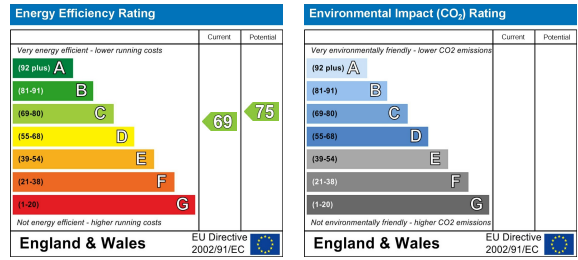 Energy Efficiency Rating
Current Potential
Very energy efficient - lower running costs
(92 plus) A
(81-91) B
(69-80) C
(55-68) D
(39-54) E
(21-38) F
(1-20) G
69
75
Not energy efficient - higher running costs
England & Wales
EU Directive
2002/91/EC
Environmental Impact (CO₂) Rating
Current Potential
Very environmentally friendly - lower CO2 emissions
(92 plus) A
(81-91) B
(69-80) C
(55-68) D
(39-54) E
(21-38) F
(1-20) G
Not environmentally friendly - higher CO2 emissions
England & Wales
EU Directive
2002/91/EC